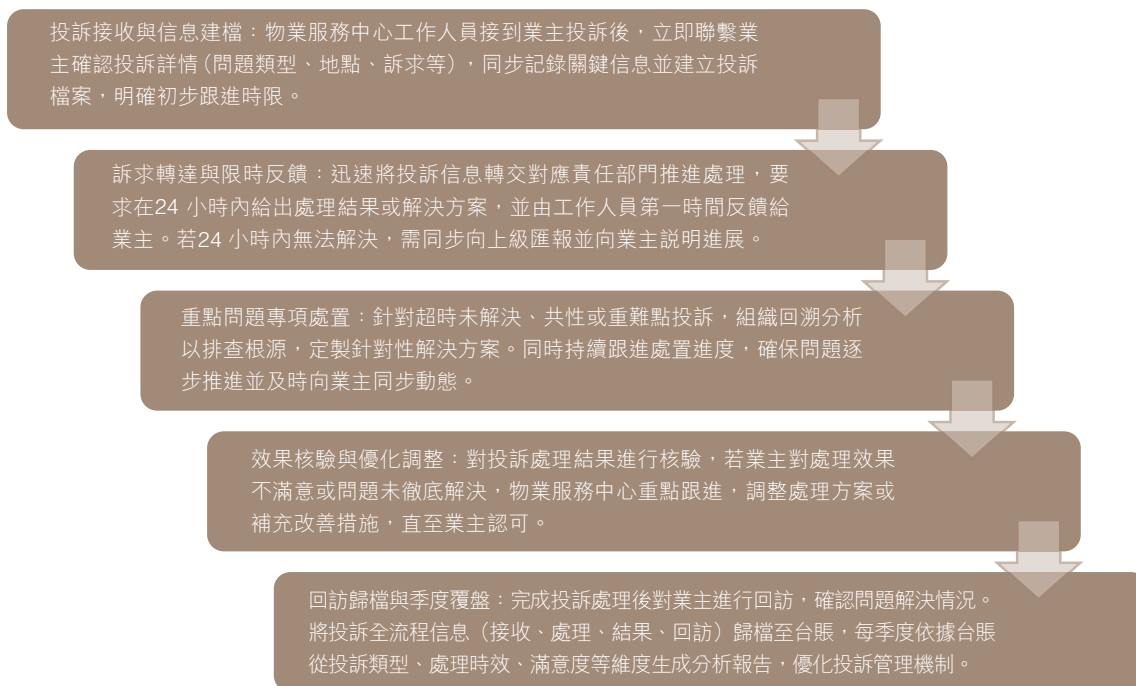 投訴接收與信息建檔：物業服務中心工作人員接到業主投訴後，立即聯繫業
主確認投訴詳情（問題類型、地點、訴求等），同步記錄關鍵信息並建立投訴
檔案，明確初步跟進時限。
訴求轉達與限時反饋：迅速將投訴信息轉交對應責任部門推進處理，要
求在24 小時內給出處理結果或解決方案，並由工作人員第一時間反饋給
業主。若24 小時內無法解決，需同步向上級匯報並向業主説明進展。
重點問題專項處置：針對超時未解決、共性或重難點投訴，組織回溯分析
以排查根源，定製針對性解決方案。同時持續跟進處置進度，確保問題逐
步推進並及時向業主同步動態。
效果核驗與優化調整：對投訴處理結果進行核驗，若業主對處理效果
不滿意或問題未徹底解決，物業服務中心重點跟進，調整處理方案或
補充改善措施，直至業主認可。
回訪歸檔與季度覆盤：完成投訴處理後對業主進行回訪，確認問題解決情況。
將投訴全流程信息（接收、處理、結果、回訪）歸檔至台賬，每季度依據台賬
從投訴類型、處理時效、滿意度等維度生成分析報告，優化投訴管理機制。